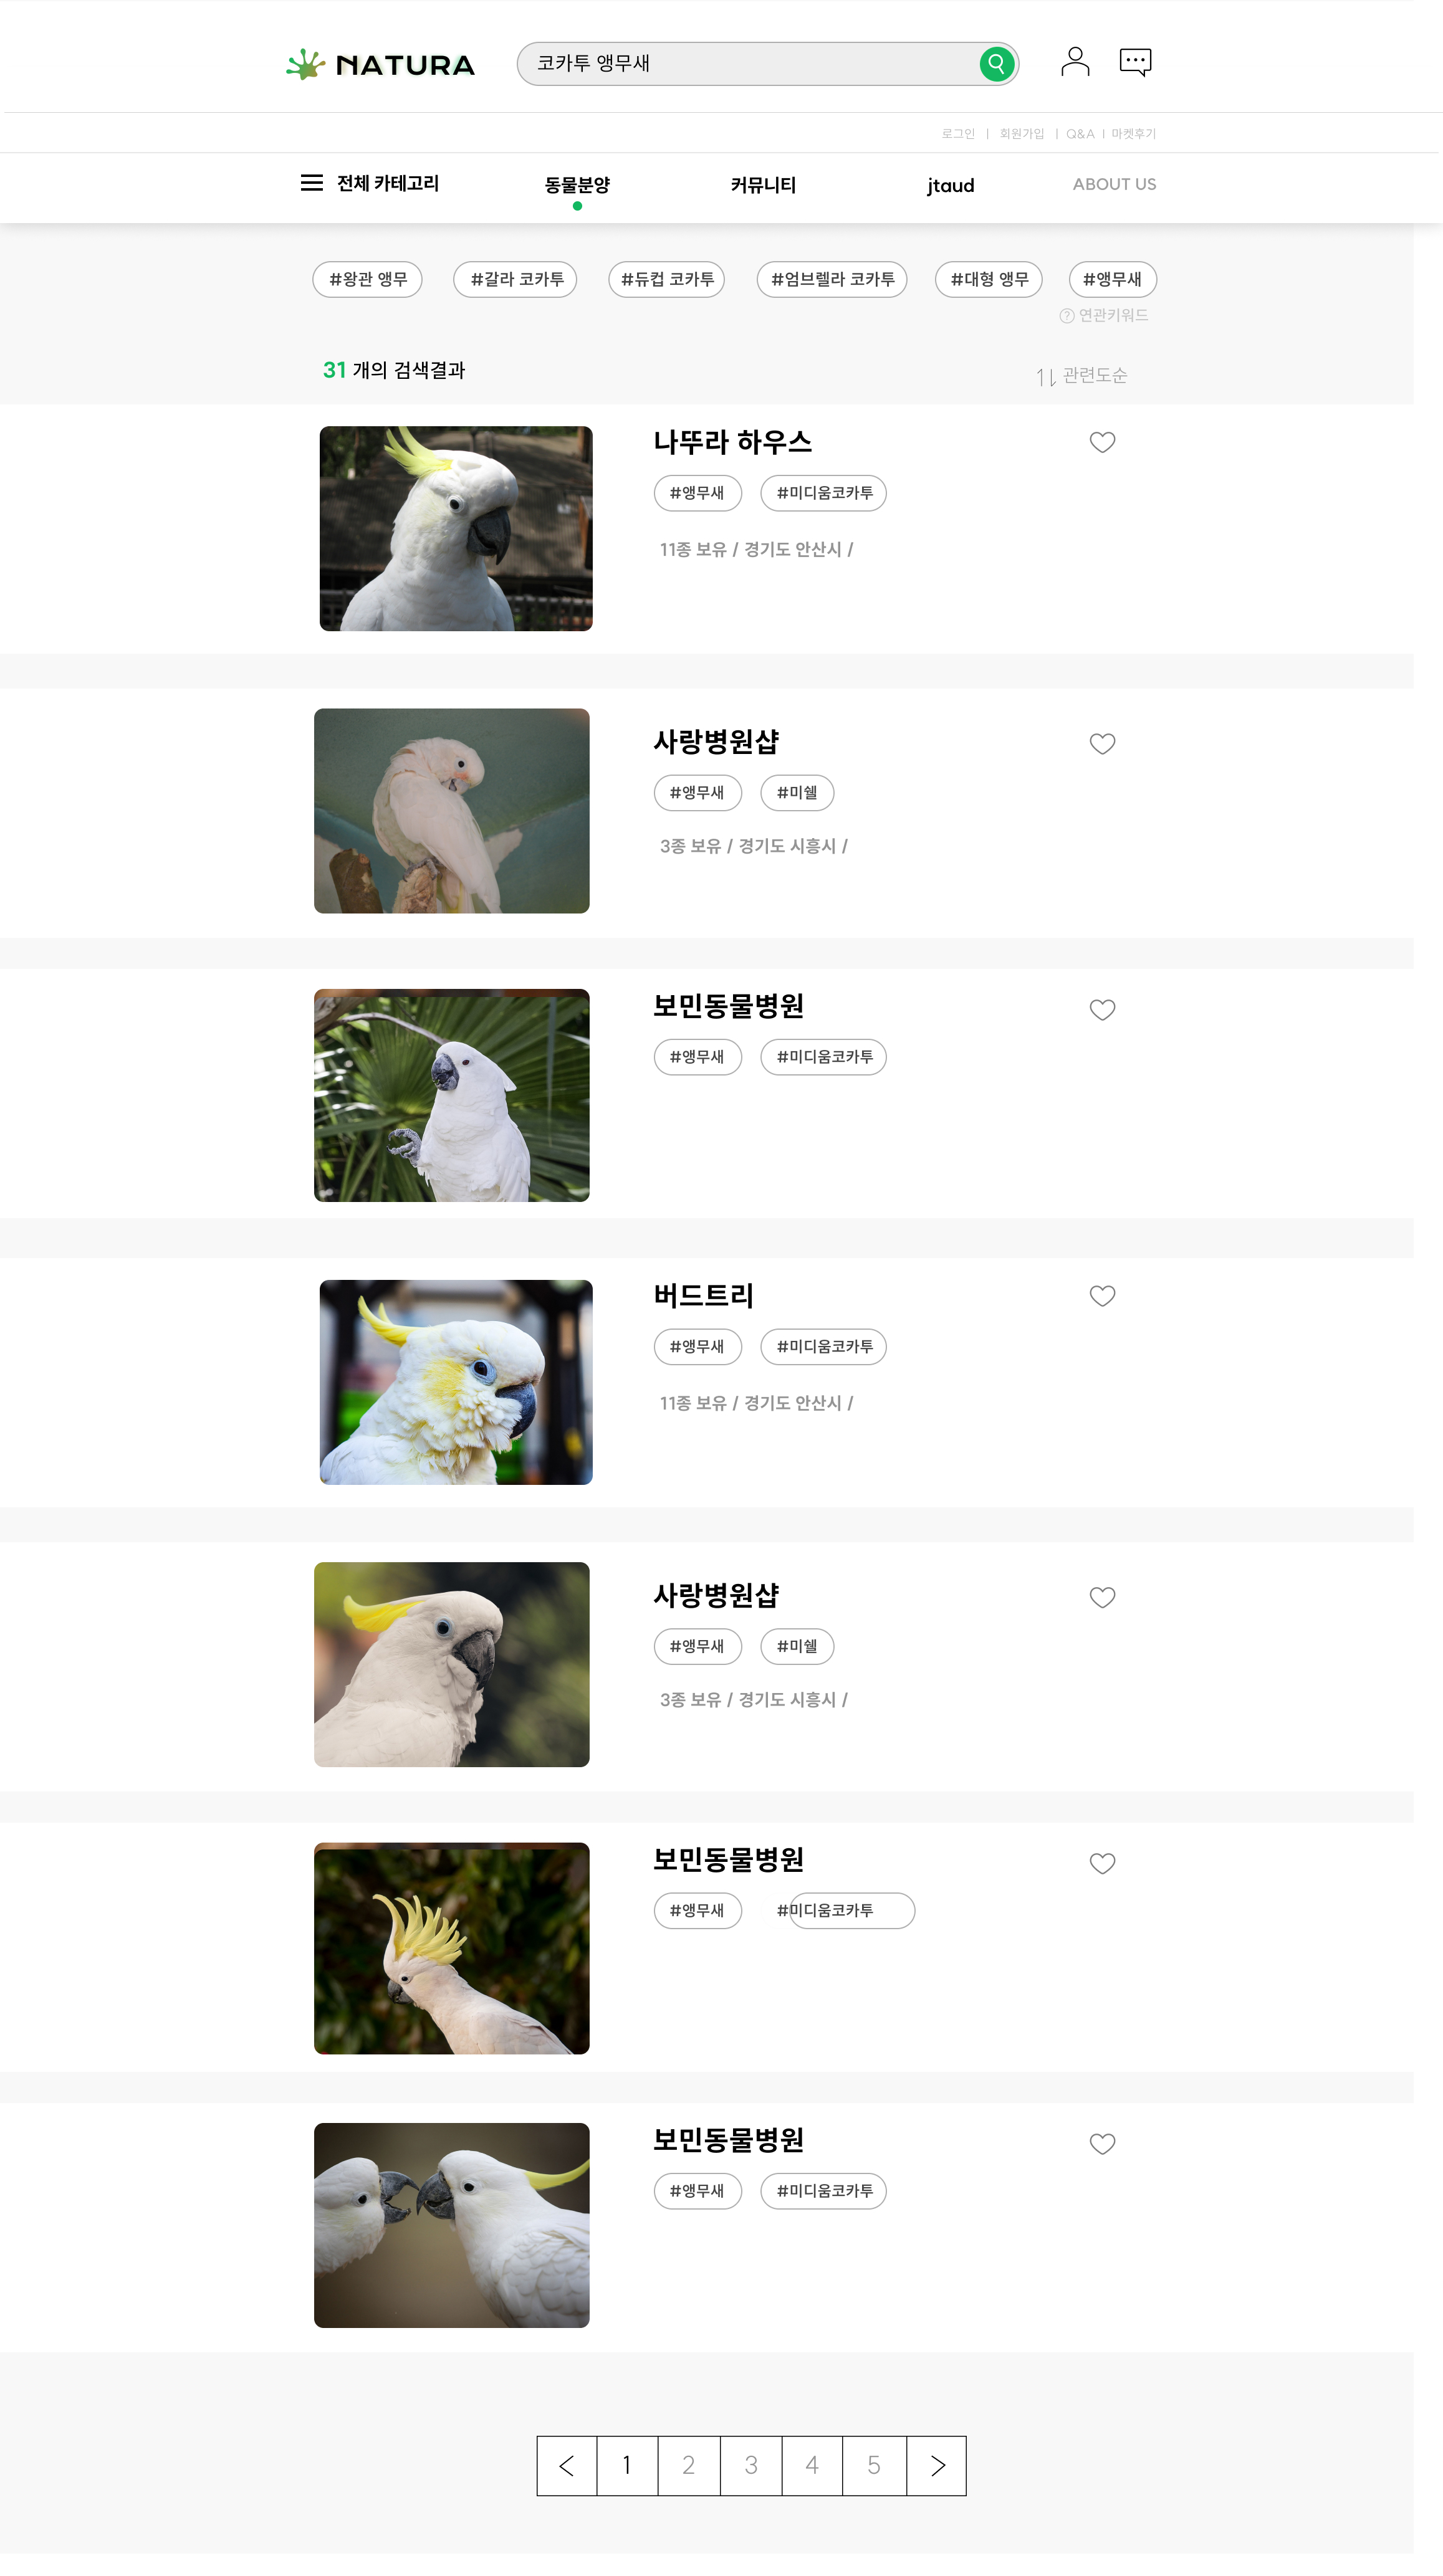 NATURA
코카투 앵무새
로그인 | 회원가입 | Q&A | 마켓후기
전체 카테고리
동물분양
커뮤니티
jtaud
ABOUT US
#왕관 앵무
#갈라 코카투
#듀컵 코카투
#엄브렐라 코카투
#대형 앵무
#앵무새
? 연관키워드
31 개의 검색결과
관련도순
나뚜라 하우스
#앵무새 #미디움코카투
11종 보유 / 경기도 안산시 /
사랑병원샵
#앵무새 #미쉘
3종 보유 / 경기도 시흥시 /
보민동물병원
#앵무새 #미디움코카투
버드트리
#앵무새 #미디움코카투
11종 보유 / 경기도 안산시 /
사랑병원샵
#앵무새 #미쉘
3종 보유 / 경기도 시흥시 /
보민동물병원
#앵무새 #미디움코카투
보민동물병원
#앵무새 #미디움코카투
< 1 2 3 4 5 >